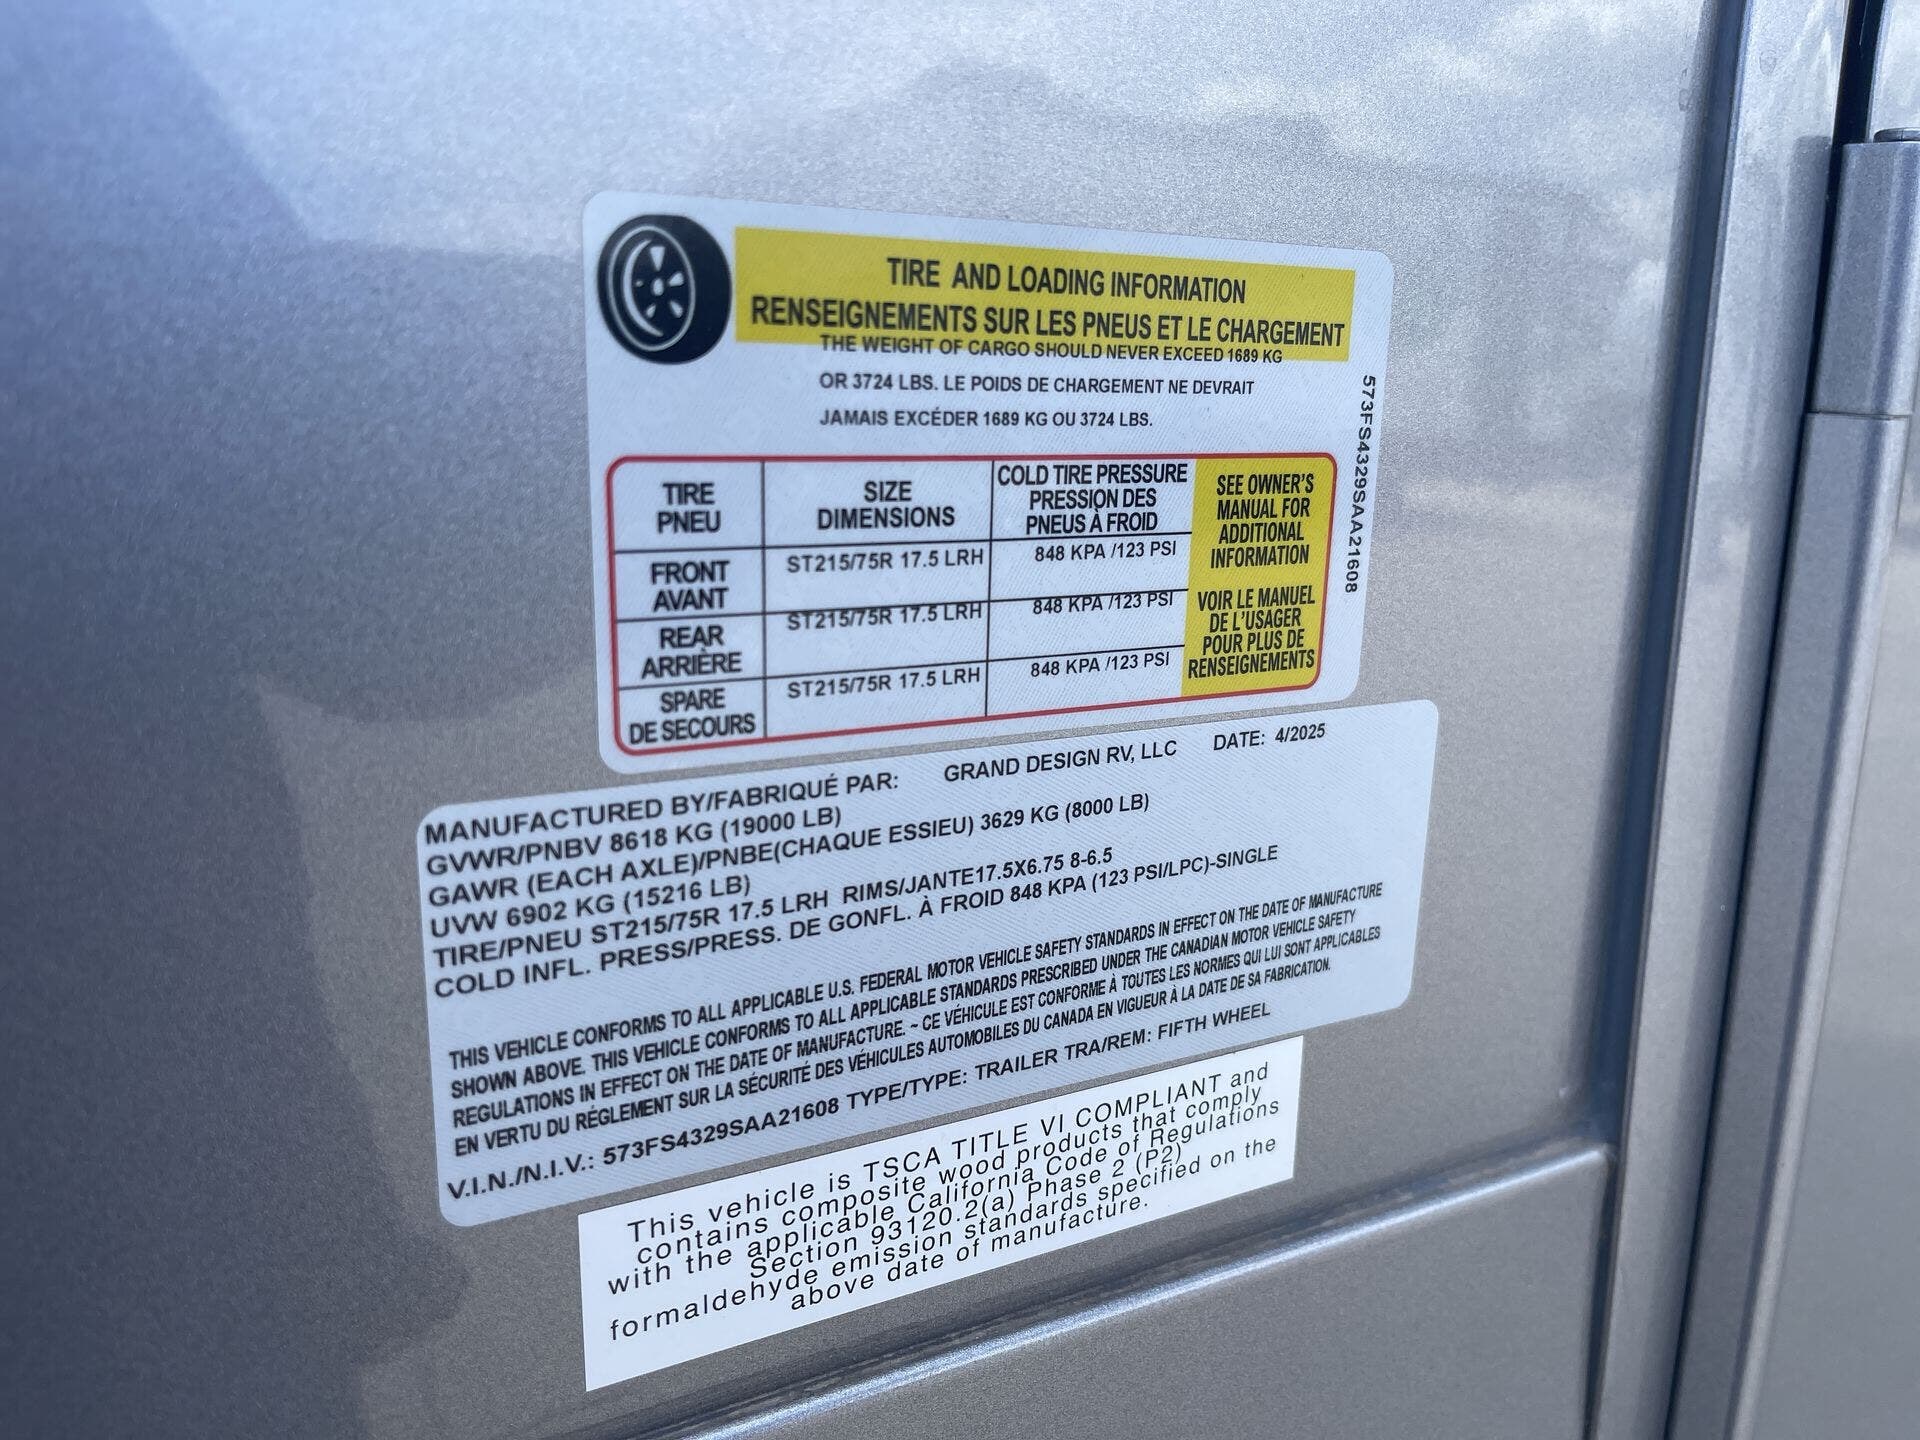 TIRE AND LOADING INFORMATION
RENSEIGNEMENTS SUR LES PNEUS ET LE CHARGEMENT
THE WEIGHT OF CARGO SHOULD NEVER EXCEED 1689 KG
OR 3724 LBS. LE POIDS DE CHARGEMENT NE DEVRAIT
JAMAIS EXCÉDER 1689 KG OU 3724 LBS.
573FS4329SAA21608
TIRE
PNEU
SIZE
DIMENSIONS
COLD TIRE PRESSURE
PRESSION DES
PNEUS À FROID
FRONT
AVANT
ST215/75R 17.5 LRH
848 KPA /123 PSI
REAR
ARRIÈRE
ST215/75R 17.5 LRH
848 KPA /123 PSI
SPARE
DE SECOURS
ST215/75R 17.5 LRH
848 KPA /123 PSI
SEE OWNER'S
MANUAL FOR
ADDITIONAL
INFORMATION
VOIR LE MANUEL
DE L'USAGER
POUR PLUS DE
RENSEIGNEMENTS
MANUFACTURED BY/FABRIQUÉ PAR: GRAND DESIGN RV, LLC DATE: 4/2025
GVWR/PNBV 8618 KG (19000 LB)
GAWR (EACH AXLE)/PNBE(CHAQUE ESSIEU) 3629 KG (8000 LB)
UVW 6902 KG (15216 LB)
TIRE/PNEU ST215/75R 17.5 LRH RIMS/JANTE17.5X6.75 8-6.5
COLD INFL. PRESS/PRESS. DE GONFL. À FROID 848 KPA (123 PSI/LPC)-SINGLE
THIS VEHICLE CONFORMS TO ALL APPLICABLE U.S. FEDERAL MOTOR VEHICLE SAFETY STANDARDS IN EFFECT ON THE DATE OF MANUFACTURE
SHOWN ABOVE. THIS VEHICLE CONFORMS TO ALL APPLICABLE STANDARDS PRESCRIBED UNDER THE CANADIAN MOTOR VEHICLE SAFETY
REGULATIONS IN EFFECT ON THE DATE OF MANUFACTURE. ~ CE VÉHICULE EST CONFORME À TOUTES LES NORMES QUI LUI SONT APPLICABLES
EN VERTU DU RÉGLEMENT SUR LA SÉCURITÉ DES VÉHICULES AUTOMOBILES DU CANADA EN VIGUEUR À LA DATE DE SA FABRICATION.
V.I.N./N.I.V.: 573FS4329SAA21608 TYPE/TYPE: TRAILER TRA/REM: FIFTH WHEEL
This vehicle is TSCA TITLE VI COMPLIANT and
contains composite wood products that comply
with the applicable California Code of Regulations
Section 93120.2(a) Phase 2 (P2)
formaldehyde emission standards specified on the
above date of manufacture.